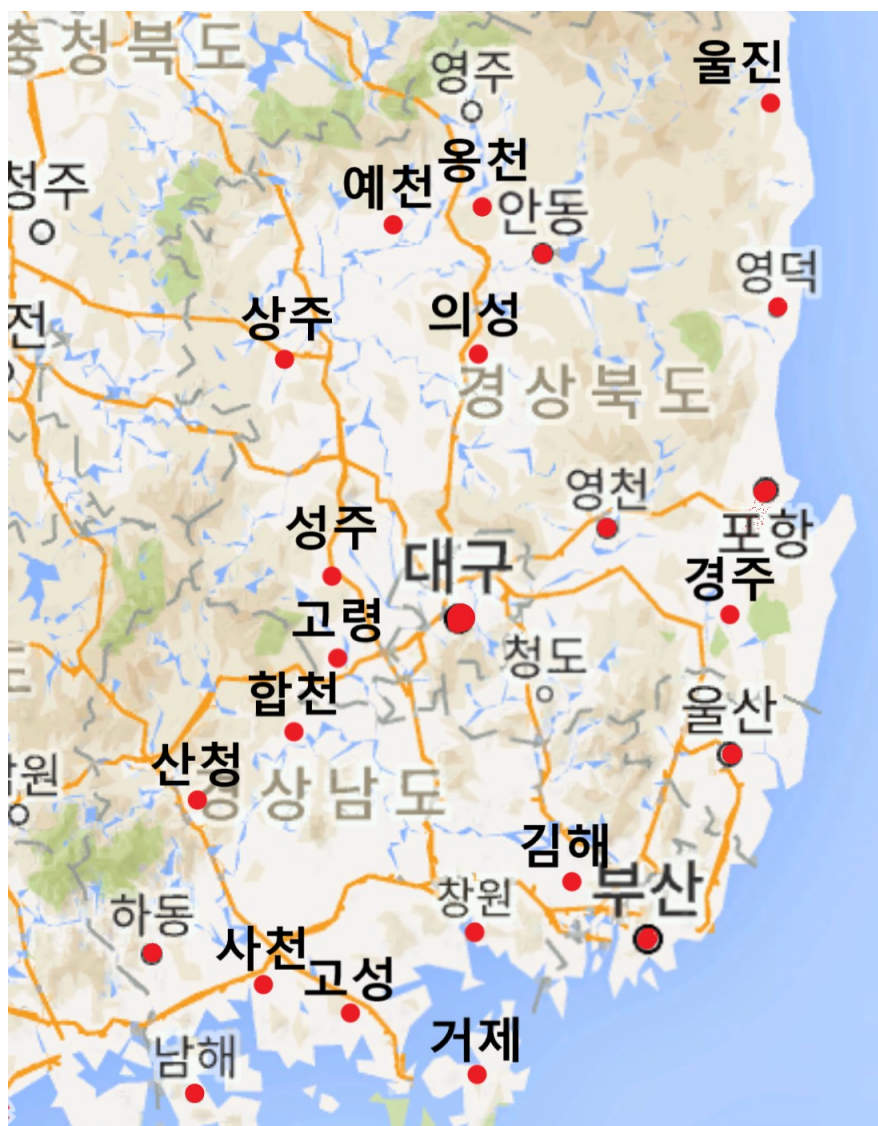 충청북도
영주
울진
옹천
예천
청주
안동
영덕
전
상주
의성
경상북도
영천
성주
포항
대구
경주
고령
청도
합천
울산
산청
원
경상남도
김해
부산
창원
하동
사천
고성
거제
남해